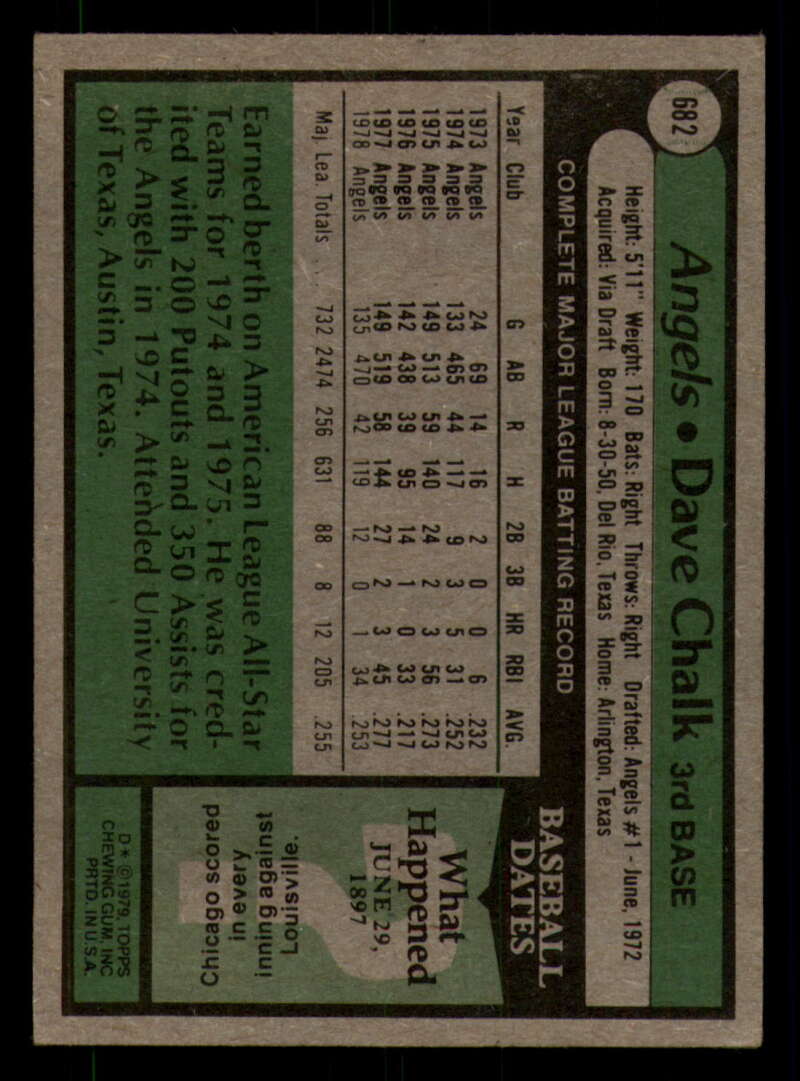 682
Angels • Dave Chalk 3rd BASE
Height: 5'11" Weight: 170 Bats: Right Throws: Right Drafted: Angels #1 - June, 1972
Acquired: Via Draft Born: 8-30-50, Del Rio, Texas Home: Arlington, Texas
COMPLETE MAJOR LEAGUE BATTING RECORD
Year Club G AB R H 2B 3B HR RBI AVG.
1973 Angels 24 69 14 16 2 0 0 6 .232
1974 Angels 133 465 44 117 9 3 5 31 .252
1975 Angels 149 513 59 140 24 2 3 56 .273
1976 Angels 142 438 39 95 14 1 0 33 .217
1977 Angels 149 519 58 144 27 2 3 45 .277
1978 Angels 135 470 42 119 12 0 1 34 .253
Maj. Lea. Totals ... 732 2474 256 631 88 8 12 205 .255
Earned berth on American League All-Star
Teams for 1974 and 1975. He was cred-
ited with 200 Putouts and 350 Assists for
the Angels in 1974. Attended University
of Texas, Austin, Texas.
BASEBALL
DATES
What
Happened
JUNE 29,
1897
Louisville.
inning against
in every
Chicago scored
D* ©1979, TOPPS
CHEWING GUM, INC
PRTD. IN U.S.A.